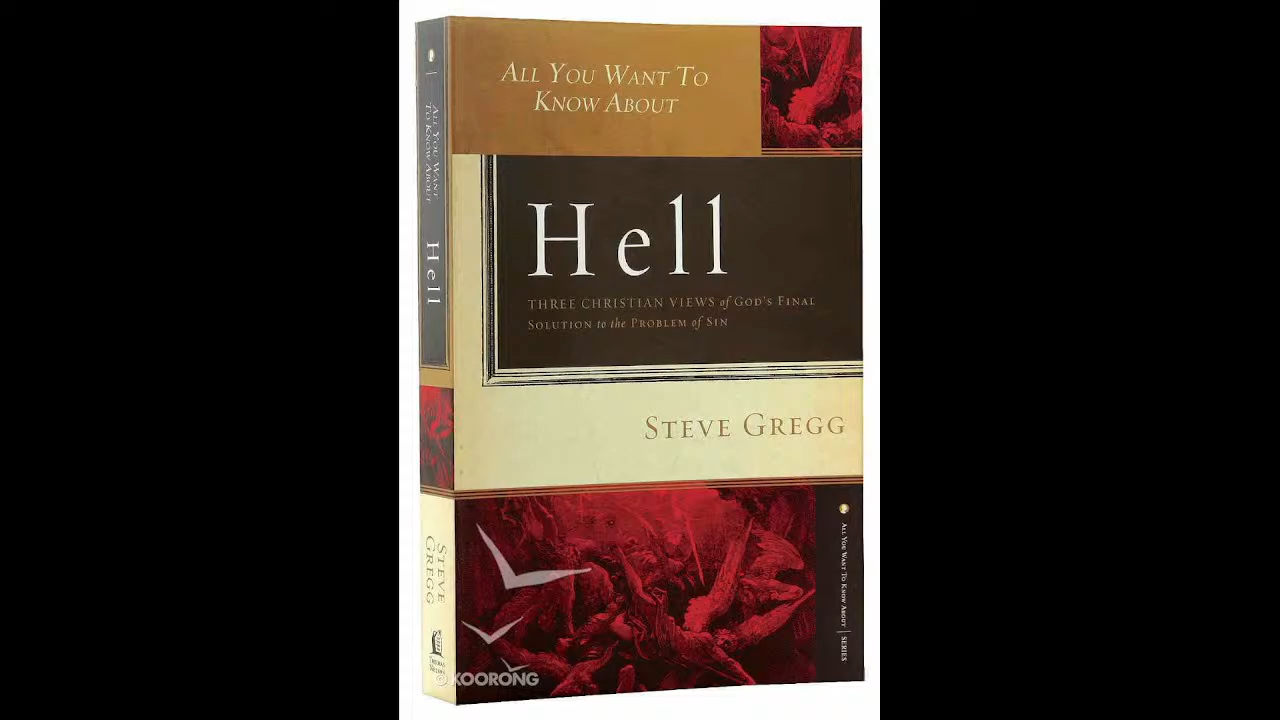 ALL YOU WANT TO
KNOW ABOUT
Hell
THREE CHRISTIAN VIEWS of GOD'S FINAL
SOLUTION to the PROBLEM of SIN
STEVE GREGG
ALL YOU WANT TO KNOW ABOUT | SERIES
ALL YOU WANT
TO KNOW ABOUT
Hell
STEVE
GREGG
THOMAS
NELSON
© KOORONG